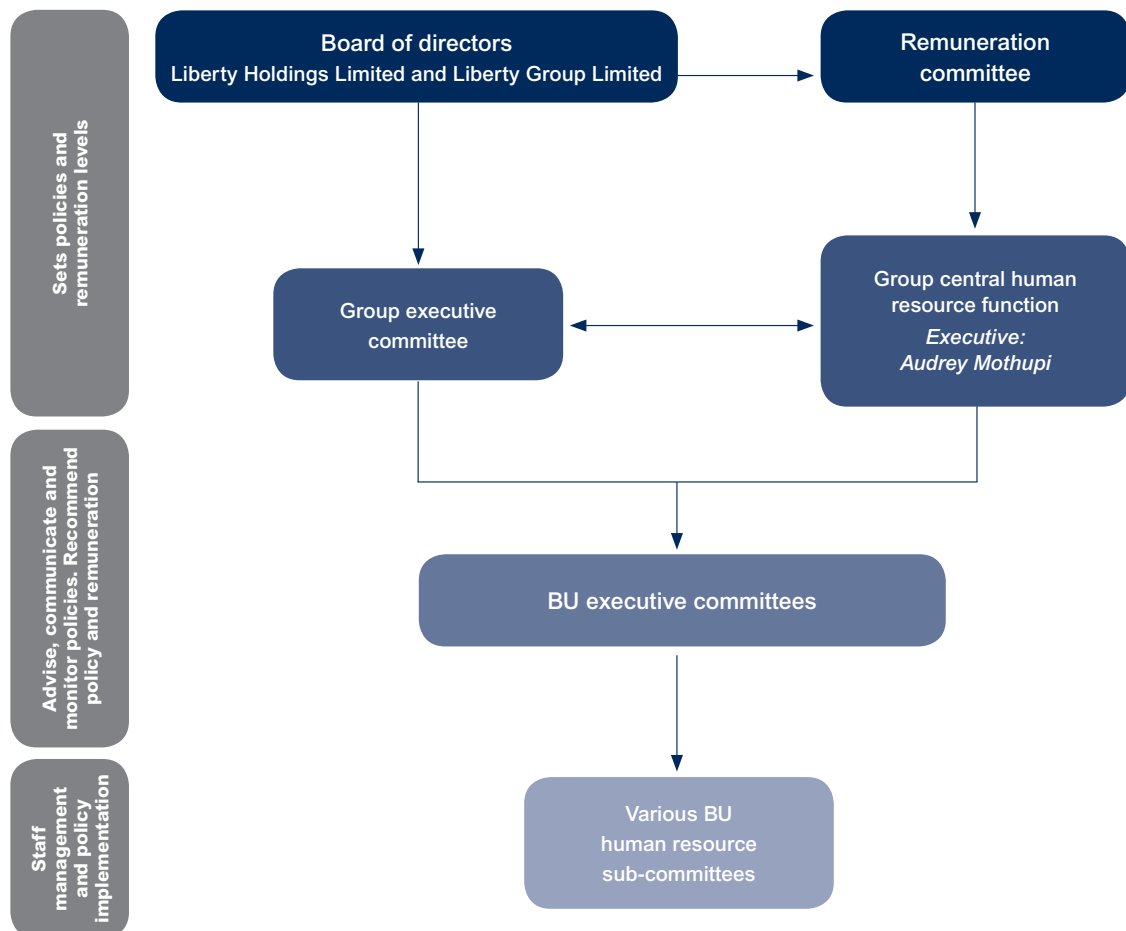 Board of directors
Liberty Holdings Limited and Liberty Group Limited
Remuneration
committee
Sets policies and
remuneration levels
Group executive
committee
Group central human
resource function
Executive:
Audrey Mothupi
Advise, communicate and
monitor policies. Recommend
policy and remuneration
BU executive committees
Staff
management
and policy
implementation
Various BU
human resource
sub-committees